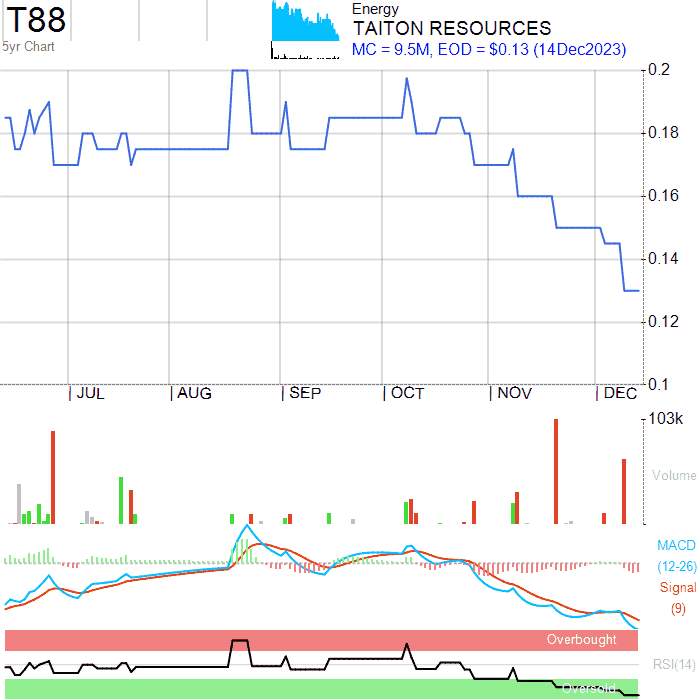 T88
5yr Chart
Energy
TAITON RESOURCES
MC = 9.5M, EOD = $0.13 (14Dec2023)
0.2
0.18
0.16
0.14
0.12
0.1
JUL AUG SEP OCT NOV DEC
103k
Volume
MACD
(12-26)
Signal
(9)
Overbought
RSI(14)
Oversold